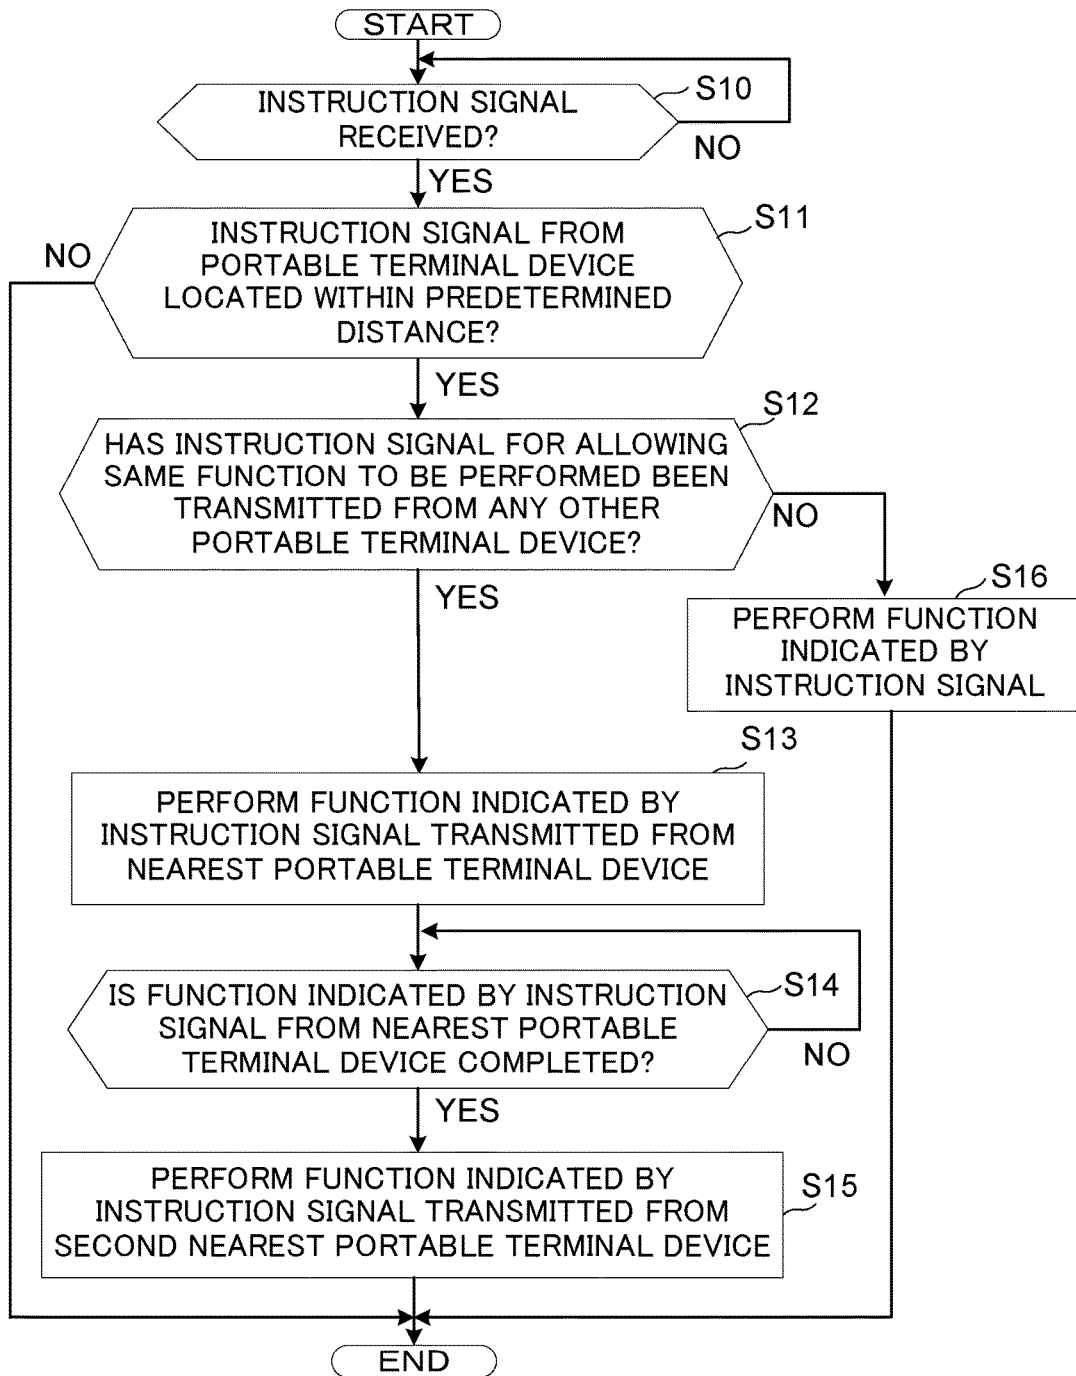 START
S10
INSTRUCTION SIGNAL
RECEIVED?
NO
YES
S11
INSTRUCTION SIGNAL FROM
PORTABLE TERMINAL DEVICE
LOCATED WITHIN PREDETERMINED
DISTANCE?
NO
YES
S12
HAS INSTRUCTION SIGNAL FOR ALLOWING
SAME FUNCTION TO BE PERFORMED BEEN
TRANSMITTED FROM ANY OTHER
PORTABLE TERMINAL DEVICE?
NO
YES
S16
PERFORM FUNCTION
INDICATED BY
INSTRUCTION SIGNAL
S13
PERFORM FUNCTION INDICATED BY
INSTRUCTION SIGNAL TRANSMITTED FROM
NEAREST PORTABLE TERMINAL DEVICE
S14
IS FUNCTION INDICATED BY INSTRUCTION
SIGNAL FROM NEAREST PORTABLE
TERMINAL DEVICE COMPLETED?
NO
YES
S15
PERFORM FUNCTION INDICATED BY
INSTRUCTION SIGNAL TRANSMITTED FROM
SECOND NEAREST PORTABLE TERMINAL DEVICE
END